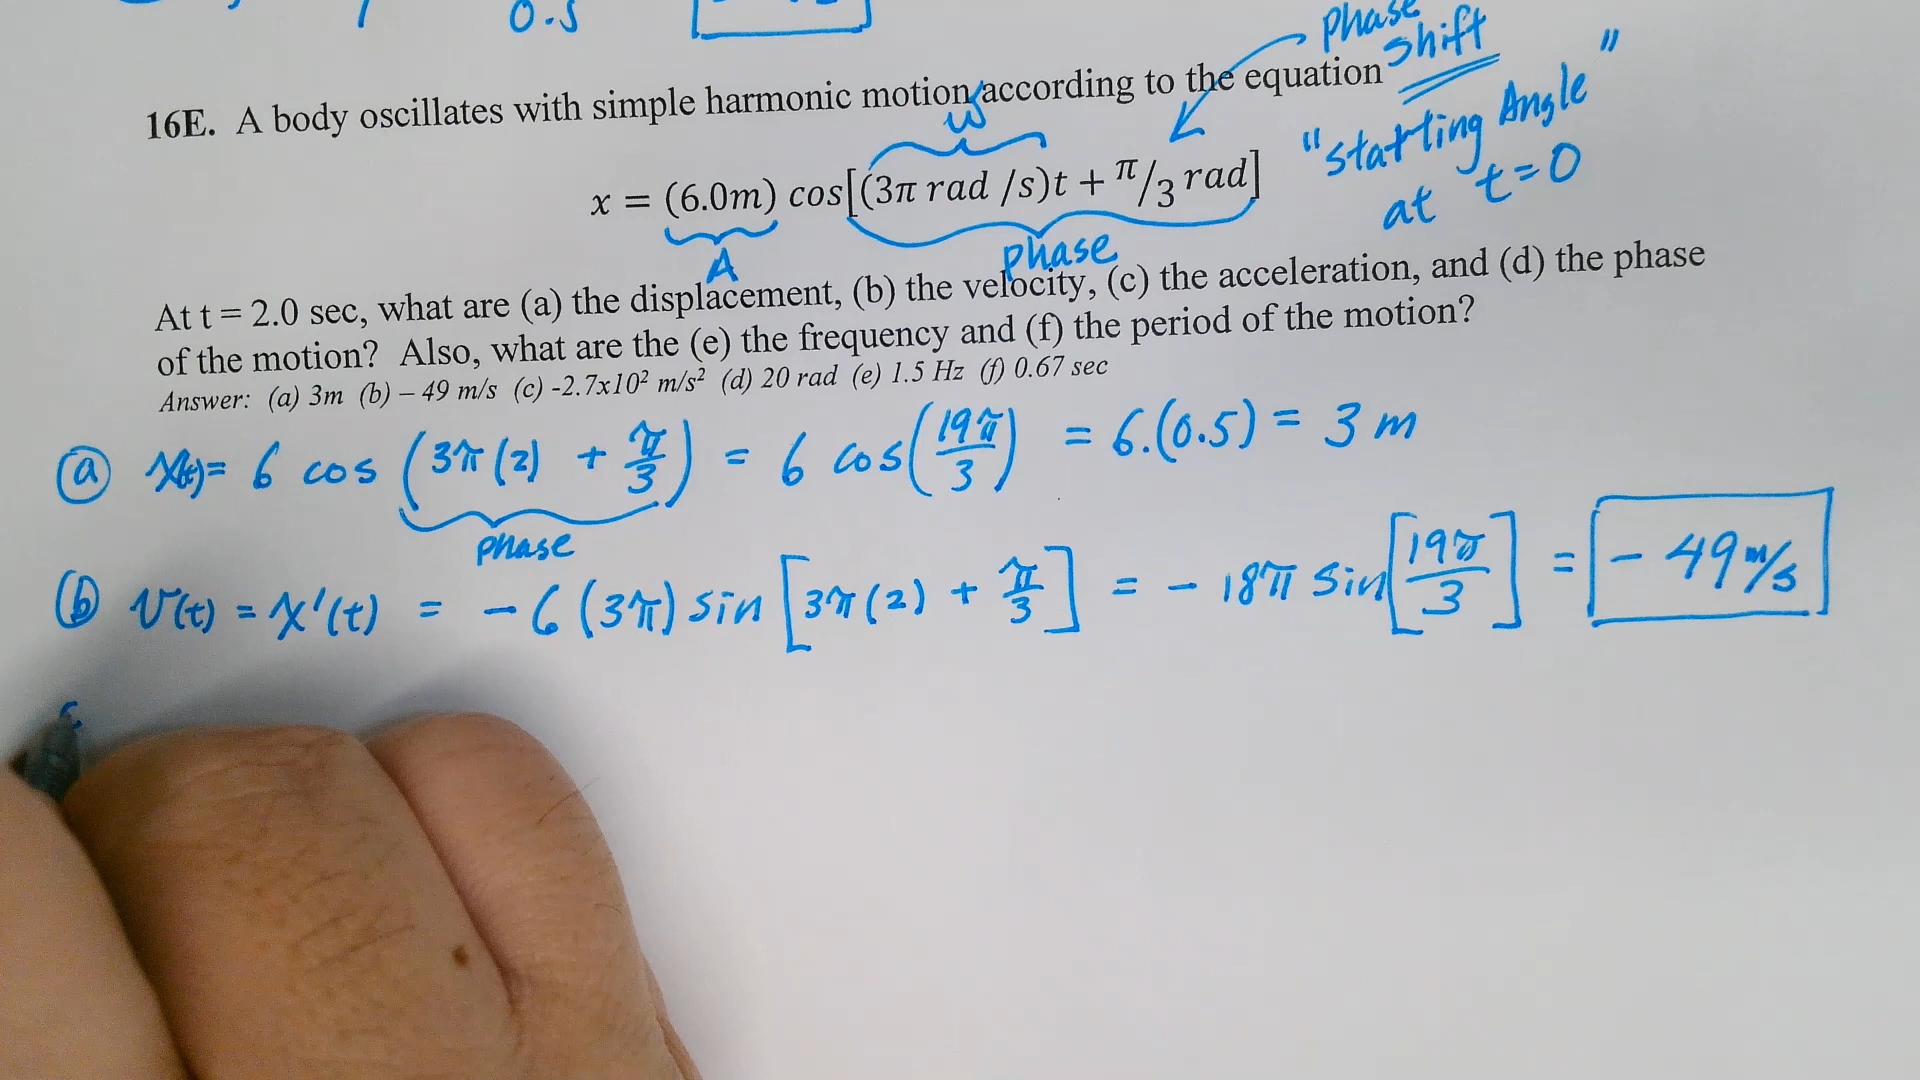 0.5
phase
shift
16E. A body oscillates with simple harmonic motion according to the equation
ω
"starting Angle"
at t=0
x = (6.0m) cos[(3π rad /s)t + π/3 rad]
A
phase
At t = 2.0 sec, what are (a) the displacement, (b) the velocity, (c) the acceleration, and (d) the phase
of the motion? Also, what are the (e) the frequency and (f) the period of the motion?
Answer: (a) 3m (b) – 49 m/s (c) -2.7x10² m/s² (d) 20 rad (e) 1.5 Hz (f) 0.67 sec
(a) x(t)= 6 cos (3π(2) + π/3) = 6 cos(19π/3) = 6.(0.5) = 3 m
phase
(b) v(t) = x'(t) = -6 (3π) sin [3π(2) + π/3] = - 18π sin[19π/3] = - 49 m/s